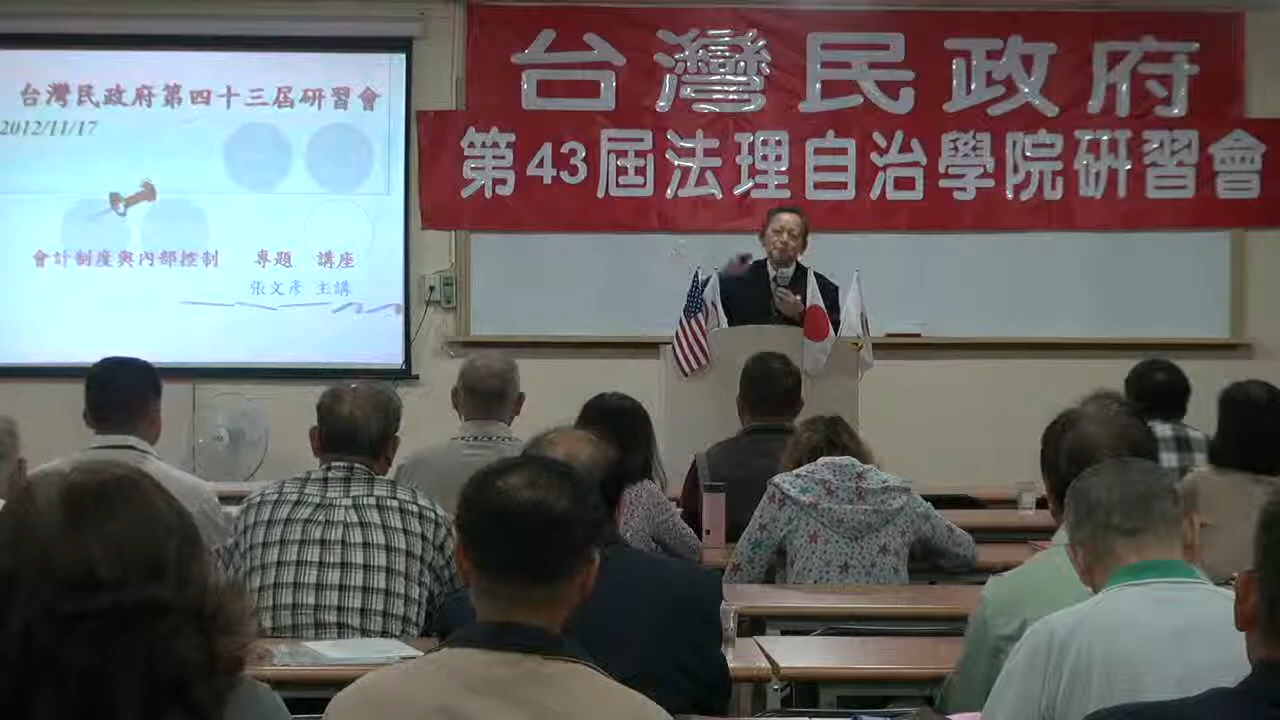 台灣民政府
第43屆法理自治學院研習會
台灣民政府第四十三屆研習會
2012/11/17
會計制度與內部控制 專題 講座
張文彥 主講